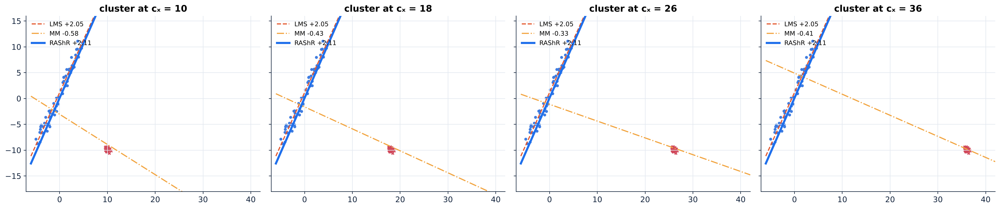 cluster at cₓ = 10
LMS +2.05
MM -0.58
RAShR +2.11
15
10
5
0
−5
−10
−15
0 10 20 30 40
cluster at cₓ = 18
LMS +2.05
MM -0.43
RAShR +2.11
0 10 20 30 40
cluster at cₓ = 26
LMS +2.05
MM -0.33
RAShR +2.11
0 10 20 30 40
cluster at cₓ = 36
LMS +2.05
MM -0.41
RAShR +2.11
0 10 20 30 40